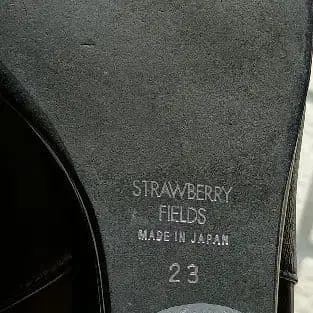 STRAWBERRY
FIELDS
MADE IN JAPAN
23